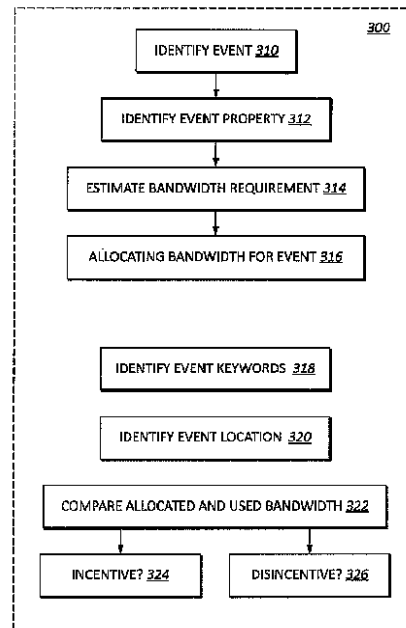 300
IDENTIFY EVENT 310
IDENTIFY EVENT PROPERTY 312
ESTIMATE BANDWIDTH REQUIREMENT 314
ALLOCATING BANDWIDTH FOR EVENT 316
IDENTIFY EVENT KEYWORDS 318
IDENTIFY EVENT LOCATION 320
COMPARE ALLOCATED AND USED BANDWIDTH 322
INCENTIVE? 324
DISINCENTIVE? 326